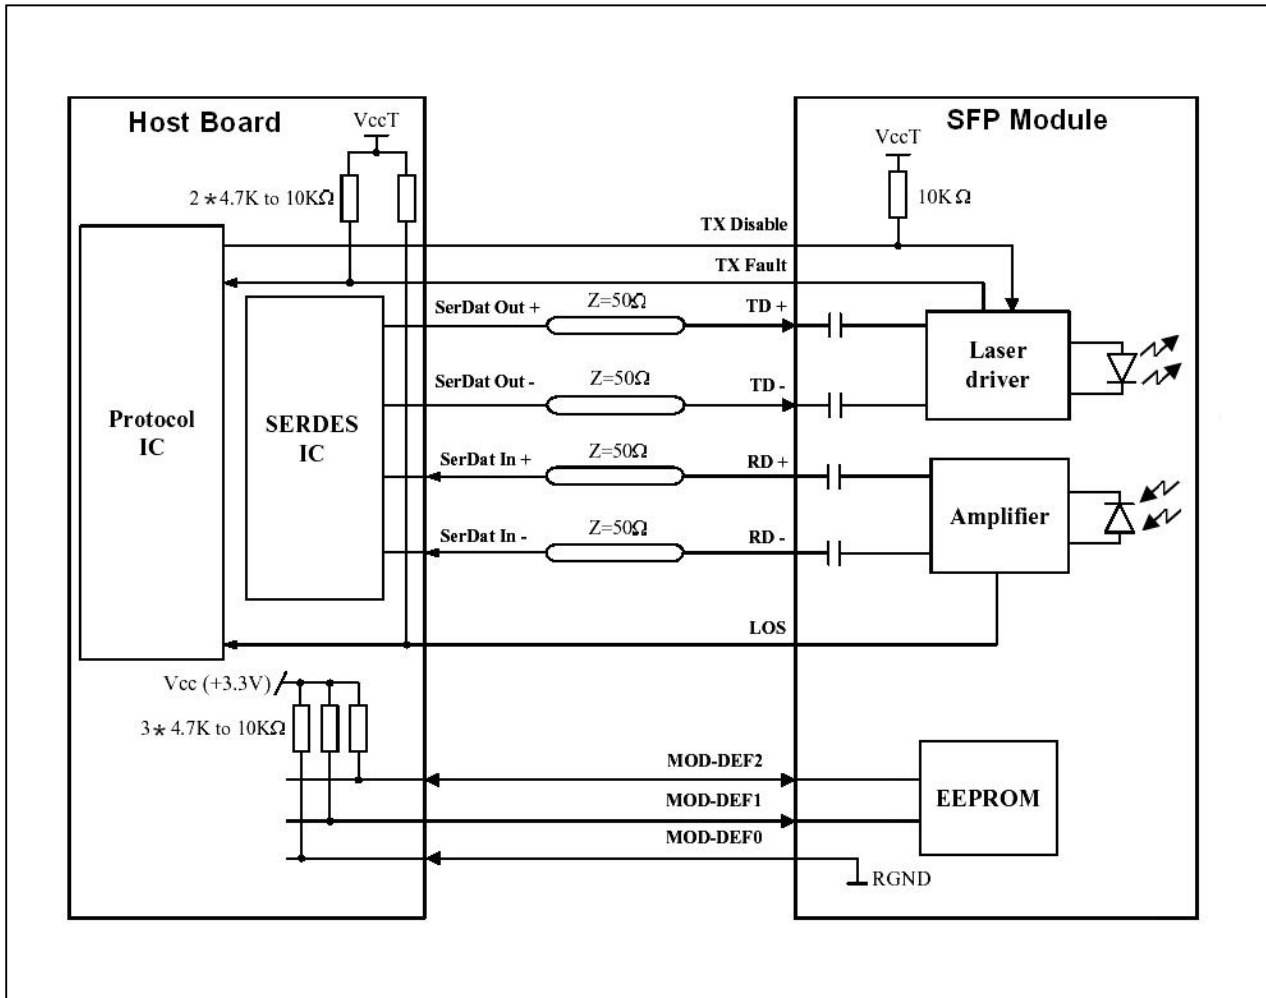 Host Board
SFP Module
VccT
VccT
2*4.7K to 10KΩ
10KΩ
TX Disable
TX Fault
SerDat Out +
Z=50Ω
TD +
Laser
driver
SerDat Out -
Z=50Ω
TD -
Protocol
IC
SERDES
IC
SerDat In +
Z=50Ω
RD +
Amplifier
SerDat In -
Z=50Ω
RD -
LOS
Vcc (+3.3V)
3*4.7K to 10KΩ
MOD-DEF2
MOD-DEF1
EEPROM
MOD-DEF0
RGND